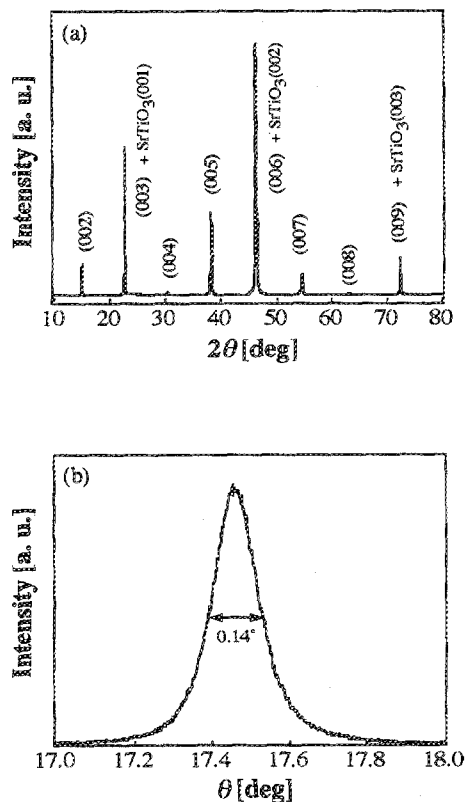 (a)
Intensity [a. u.]
(002)
(003) + SrTiO3(001)
(004)
(005)
(006) + SrTiO3(002)
(007)
(008)
(009) + SrTiO3(003)
10 20 30 40 50 60 70 80
2θ [deg]
(b)
Intensity [a. u.]
0.14°
17.0 17.2 17.4 17.6 17.8 18.0
θ [deg]